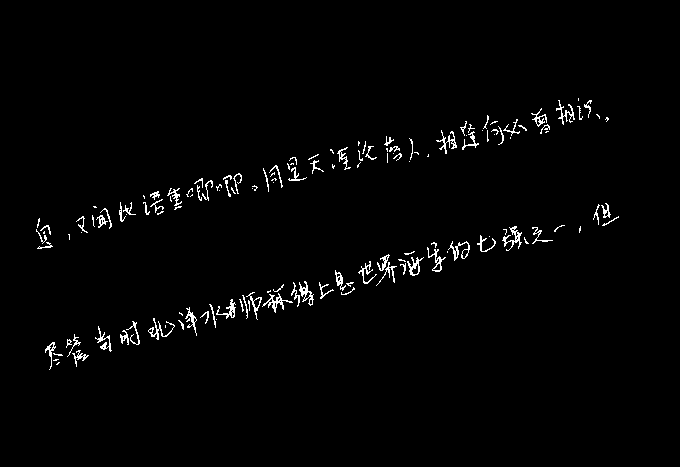 息，又闻此语重唧唧。同是天涯沦落人，相逢何必曾相识。
尽管当时北洋水师称得上是世界海军的七强之一，但